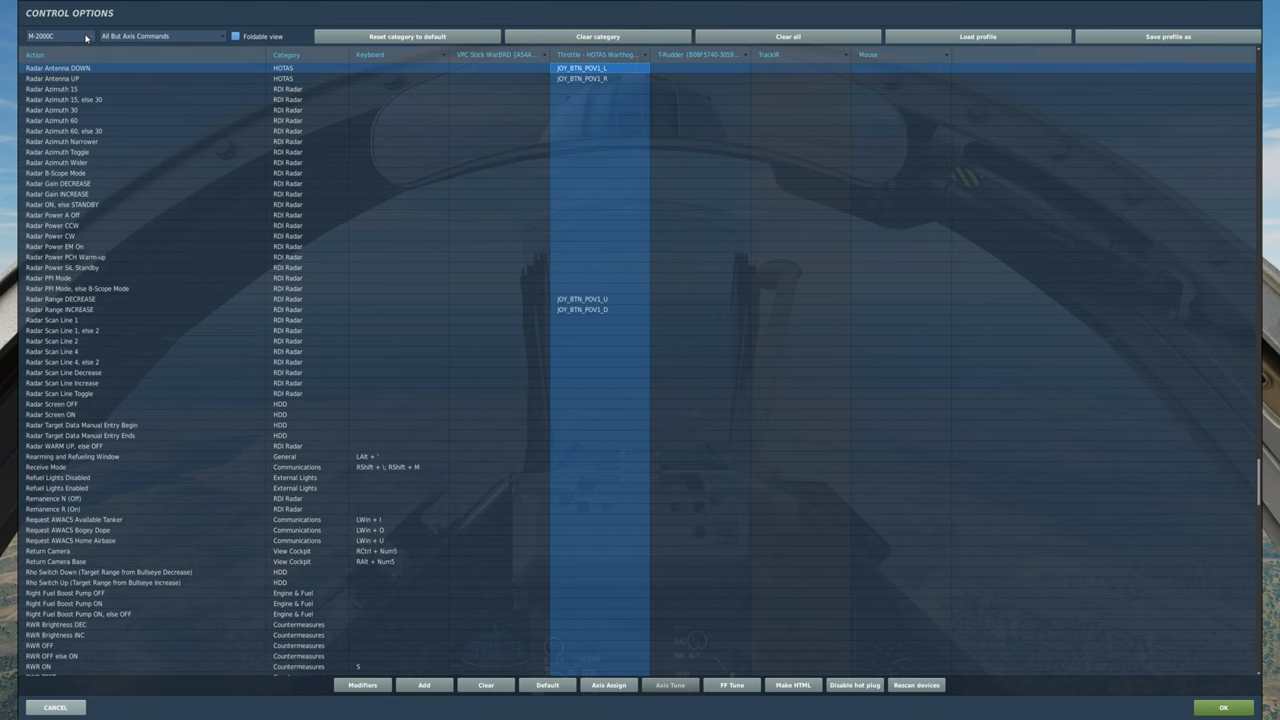 CONTROL OPTIONS
M-2000C All But Axis Commands Foldable view Reset category to default Clear category Clear all Load profile Save profile as
Action Category Keyboard VPC Stick WarBRD (A54A... Throttle - HOTAS Warthog... T-Rudder (B08F5740-3059... TrackIR Mouse
Radar Antenna DOWN HOTAS JOY_BTN_POV1_L
Radar Antenna UP HOTAS JOY_BTN_POV1_R
Radar Azimuth 15 RDI Radar
Radar Azimuth 15, else 30 RDI Radar
Radar Azimuth 30 RDI Radar
Radar Azimuth 60 RDI Radar
Radar Azimuth 60, else 30 RDI Radar
Radar Azimuth Narrower RDI Radar
Radar Azimuth Toggle RDI Radar
Radar Azimuth Wider RDI Radar
Radar B-Scope Mode RDI Radar
Radar Gain DECREASE RDI Radar
Radar Gain INCREASE RDI Radar
Radar ON, else STANDBY RDI Radar
Radar Power A Off RDI Radar
Radar Power CCW RDI Radar
Radar Power CW RDI Radar
Radar Power EM On RDI Radar
Radar Power PCH Warm-up RDI Radar
Radar Power SIL Standby RDI Radar
Radar PPI Mode RDI Radar
Radar PPI Mode, else B-Scope Mode RDI Radar
Radar Range DECREASE RDI Radar JOY_BTN_POV1_U
Radar Range INCREASE RDI Radar JOY_BTN_POV1_D
Radar Scan Line 1 RDI Radar
Radar Scan Line 1, else 2 RDI Radar
Radar Scan Line 2 RDI Radar
Radar Scan Line 4 RDI Radar
Radar Scan Line 4, else 2 RDI Radar
Radar Scan Line Decrease RDI Radar
Radar Scan Line Increase RDI Radar
Radar Scan Line Toggle RDI Radar
Radar Screen OFF HDD
Radar Screen ON HDD
Radar Target Data Manual Entry Begin HDD
Radar Target Data Manual Entry Ends HDD
Radar WARM UP, else OFF RDI Radar
Rearming and Refueling Window General LAlt + '
Receive Mode Communications RShift + \; RShift + M
Refuel Lights Disabled External Lights
Refuel Lights Enabled External Lights
Remanence N (Off) RDI Radar
Remanence R (On) RDI Radar
Request AWACS Available Tanker Communications LWin + I
Request AWACS Bogey Dope Communications LWin + O
Request AWACS Home Airbase Communications LWin + U
Return Camera View Cockpit RCtrl + Num5
Return Camera Base View Cockpit RAlt + Num5
Rho Switch Down (Target Range from Bullseye Decrease) HDD
Rho Switch Up (Target Range from Bullseye Increase) HDD
Right Fuel Boost Pump OFF Engine & Fuel
Right Fuel Boost Pump ON Engine & Fuel
Right Fuel Boost Pump ON, else OFF Engine & Fuel
RWR Brightness DEC Countermeasures
RWR Brightness INC Countermeasures
RWR OFF Countermeasures
RWR OFF else ON Countermeasures
RWR ON Countermeasures S
Modifiers Add Clear Default Axis Assign Axis Tune FF Tune Make HTML Disable hot plug Rescan devices
CANCEL OK